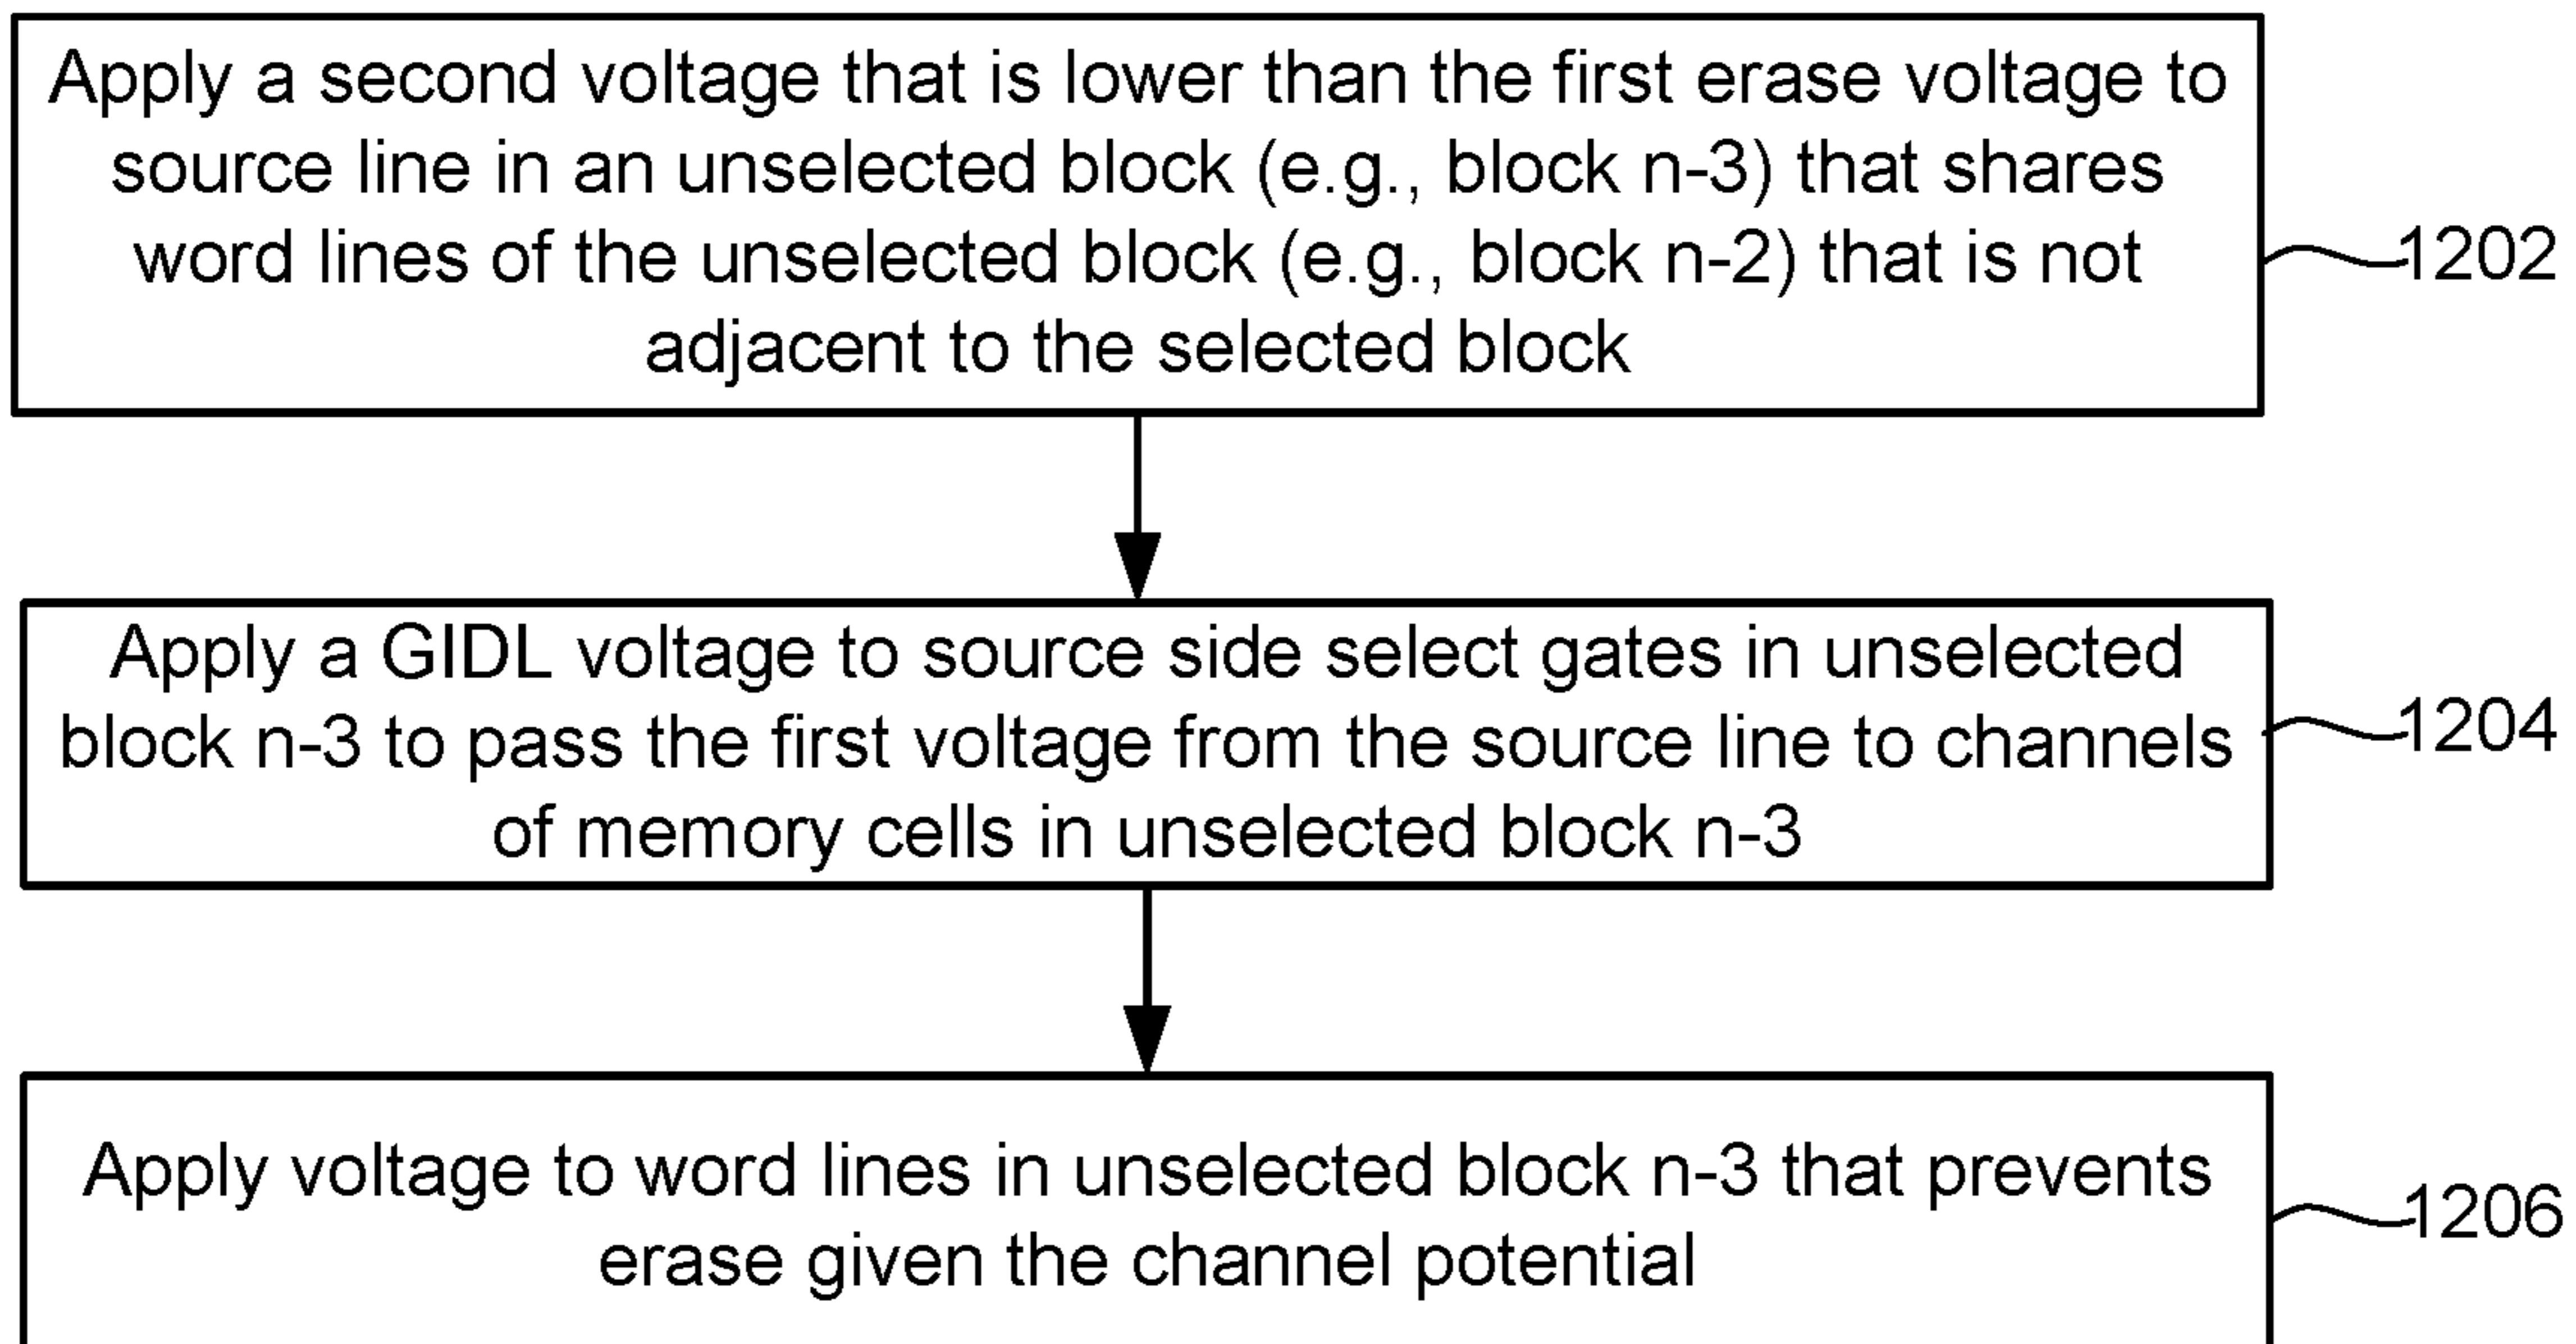 Apply a second voltage that is lower than the first erase voltage to
source line in an unselected block (e.g., block n-3) that shares
word lines of the unselected block (e.g., block n-2) that is not
adjacent to the selected block
1202
Apply a GIDL voltage to source side select gates in unselected
block n-3 to pass the first voltage from the source line to channels
of memory cells in unselected block n-3
1204
Apply voltage to word lines in unselected block n-3 that prevents
erase given the channel potential
1206